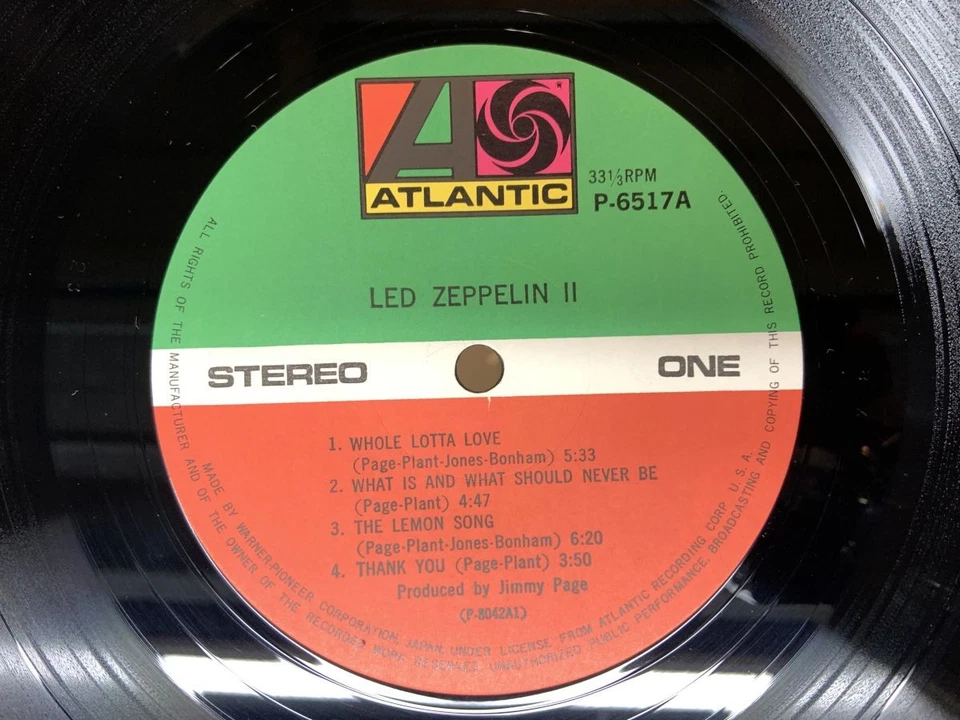 ATLANTIC
33⅓RPM
P-6517A
LED ZEPPELIN II
STEREO
ONE
1. WHOLE LOTTA LOVE
(Page-Plant-Jones-Bonham) 5:33
2. WHAT IS AND WHAT SHOULD NEVER BE
(Page-Plant) 4:47
3. THE LEMON SONG
(Page-Plant-Jones-Bonham) 6:20
4. THANK YOU (Page-Plant) 3:50
Produced by Jimmy Page
(P-8042A1)
MADE BY WARNER-PIONEER CORPORATION, JAPAN, UNDER LICENSE FROM ATLANTIC RECORDING CORP. U. S. A.
ALL RIGHTS OF THE MANUFACTURER AND OF THE OWNER OF THE RECORDED WORK RESERVED. UNAUTHORIZED PUBLIC PERFORMANCE, BROADCASTING AND COPYING OF THIS RECORD PROHIBITED.